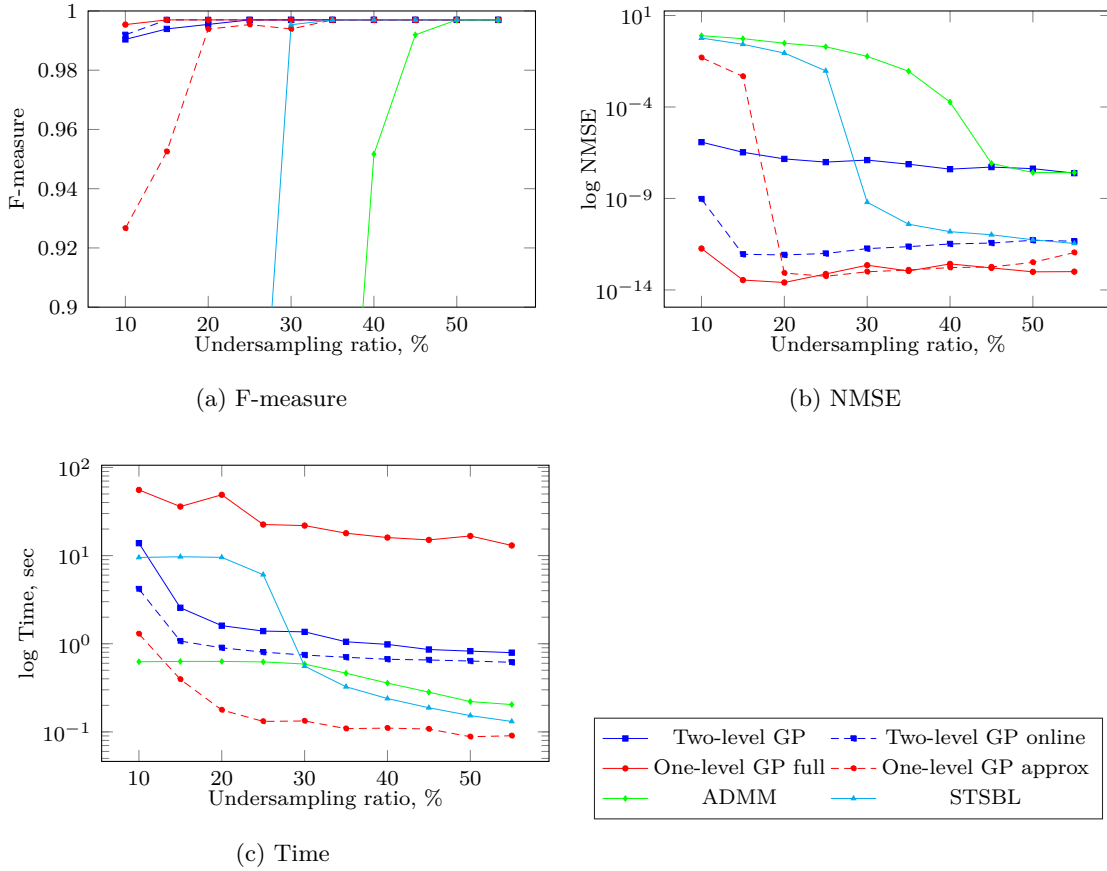 1
0.98
0.96
0.94
0.92
0.9
F-measure
10 20 30 40 50
Undersampling ratio, %
(a) F-measure
10^1
10^−4
10^−9
10^−14
log NMSE
10 20 30 40 50
Undersampling ratio, %
(b) NMSE
10^2
10^1
10^0
10^−1
log Time, sec
10 20 30 40 50
Undersampling ratio, %
(c) Time
Two-level GP Two-level GP online
One-level GP full One-level GP approx
ADMM STSBL